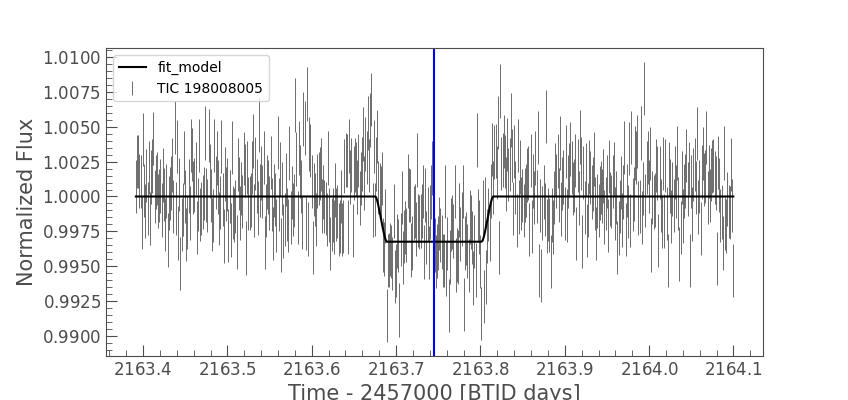 1.0100
1.0075
1.0050
1.0025
1.0000
0.9975
0.9950
0.9925
0.9900
Normalized Flux
fit_model
TIC 198008005
2163.4 2163.5 2163.6 2163.7 2163.8 2163.9 2164.0 2164.1
Time - 2457000 [BTJD days]